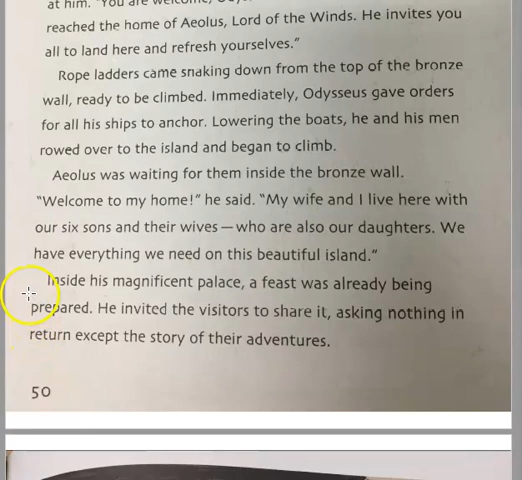 at him. "You are welcome,
reached the home of Aeolus, Lord of the Winds. He invites you
all to land here and refresh yourselves."
Rope ladders came snaking down from the top of the bronze
wall, ready to be climbed. Immediately, Odysseus gave orders
for all his ships to anchor. Lowering the boats, he and his men
rowed over to the island and began to climb.
Aeolus was waiting for them inside the bronze wall.
"Welcome to my home!" he said. "My wife and I live here with
our six sons and their wives—who are also our daughters. We
have everything we need on this beautiful island."
Inside his magnificent palace, a feast was already being
prepared. He invited the visitors to share it, asking nothing in
return except the story of their adventures.
50